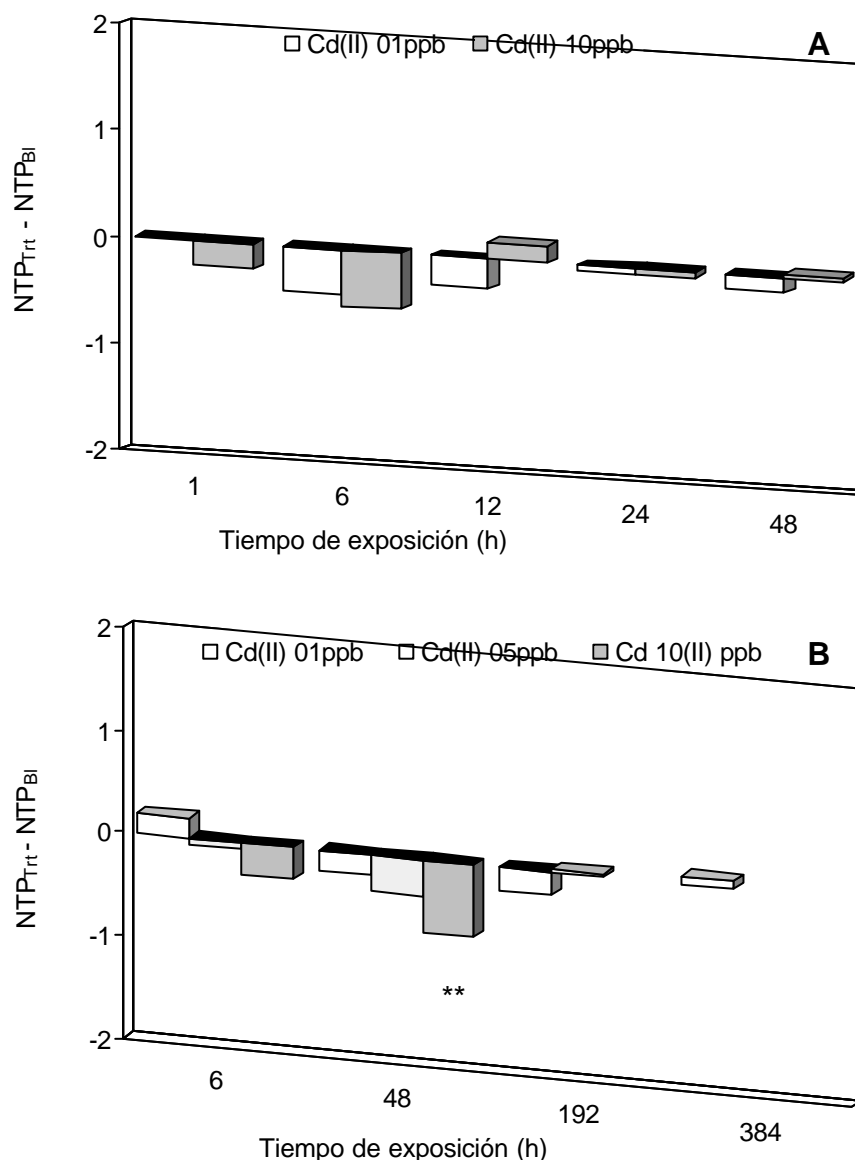 2
Cd(II) 01ppb Cd(II) 10ppb A
1
0
-1
-2
NTPTrt - NTPBl
1 6 12 24 48
Tiempo de exposición (h)
2
Cd(II) 01ppb Cd(II) 05ppb Cd 10(II) ppb B
1
0
-1
-2
NTPTrt - NTPBl
**
6 48 192 384
Tiempo de exposición (h)